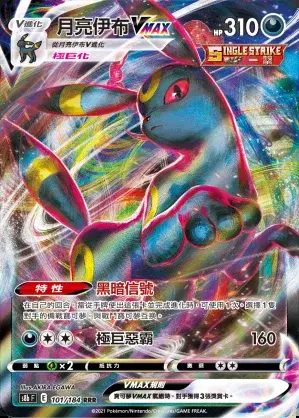 V進化
月亮伊布VMAX
HP310
從月亮伊布V進化
極巨化
SINGLE STRIKE
一擊
特性 黑暗信號
在自己的回合,當從手牌使出這張卡並完成進化時,可使用1次。選擇1隻
對手的備戰寶可夢,與戰鬥寶可夢互換。
極巨惡霸 160
弱點 ×2 抵抗力 撤退
Illus. AKIRA EGAWA
s8b F E 101/184 RRR
VMAX規則
寶可夢VMAX氣絕時,對手獲得3張獎賞卡。
©2021 Pokémon/Nintendo/Creatures/GAME FREAK.